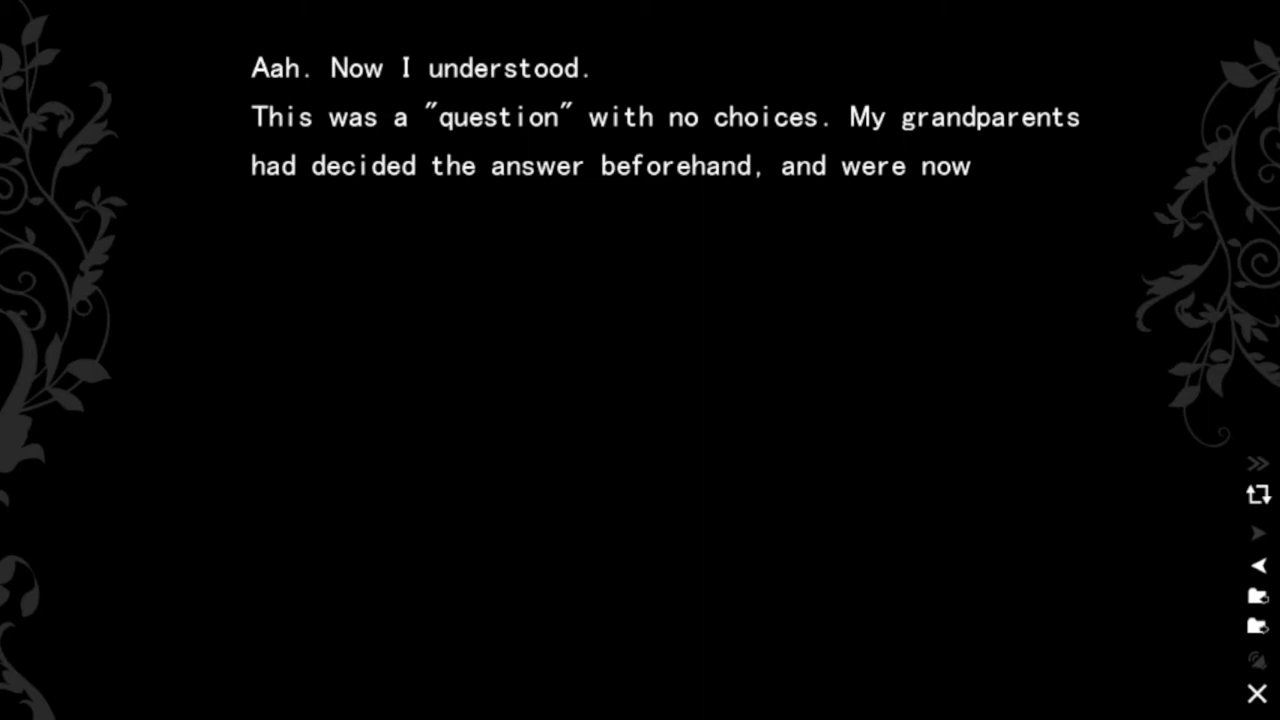 Aah. Now I understood.
This was a "question" with no choices. My grandparents
had decided the answer beforehand, and were now